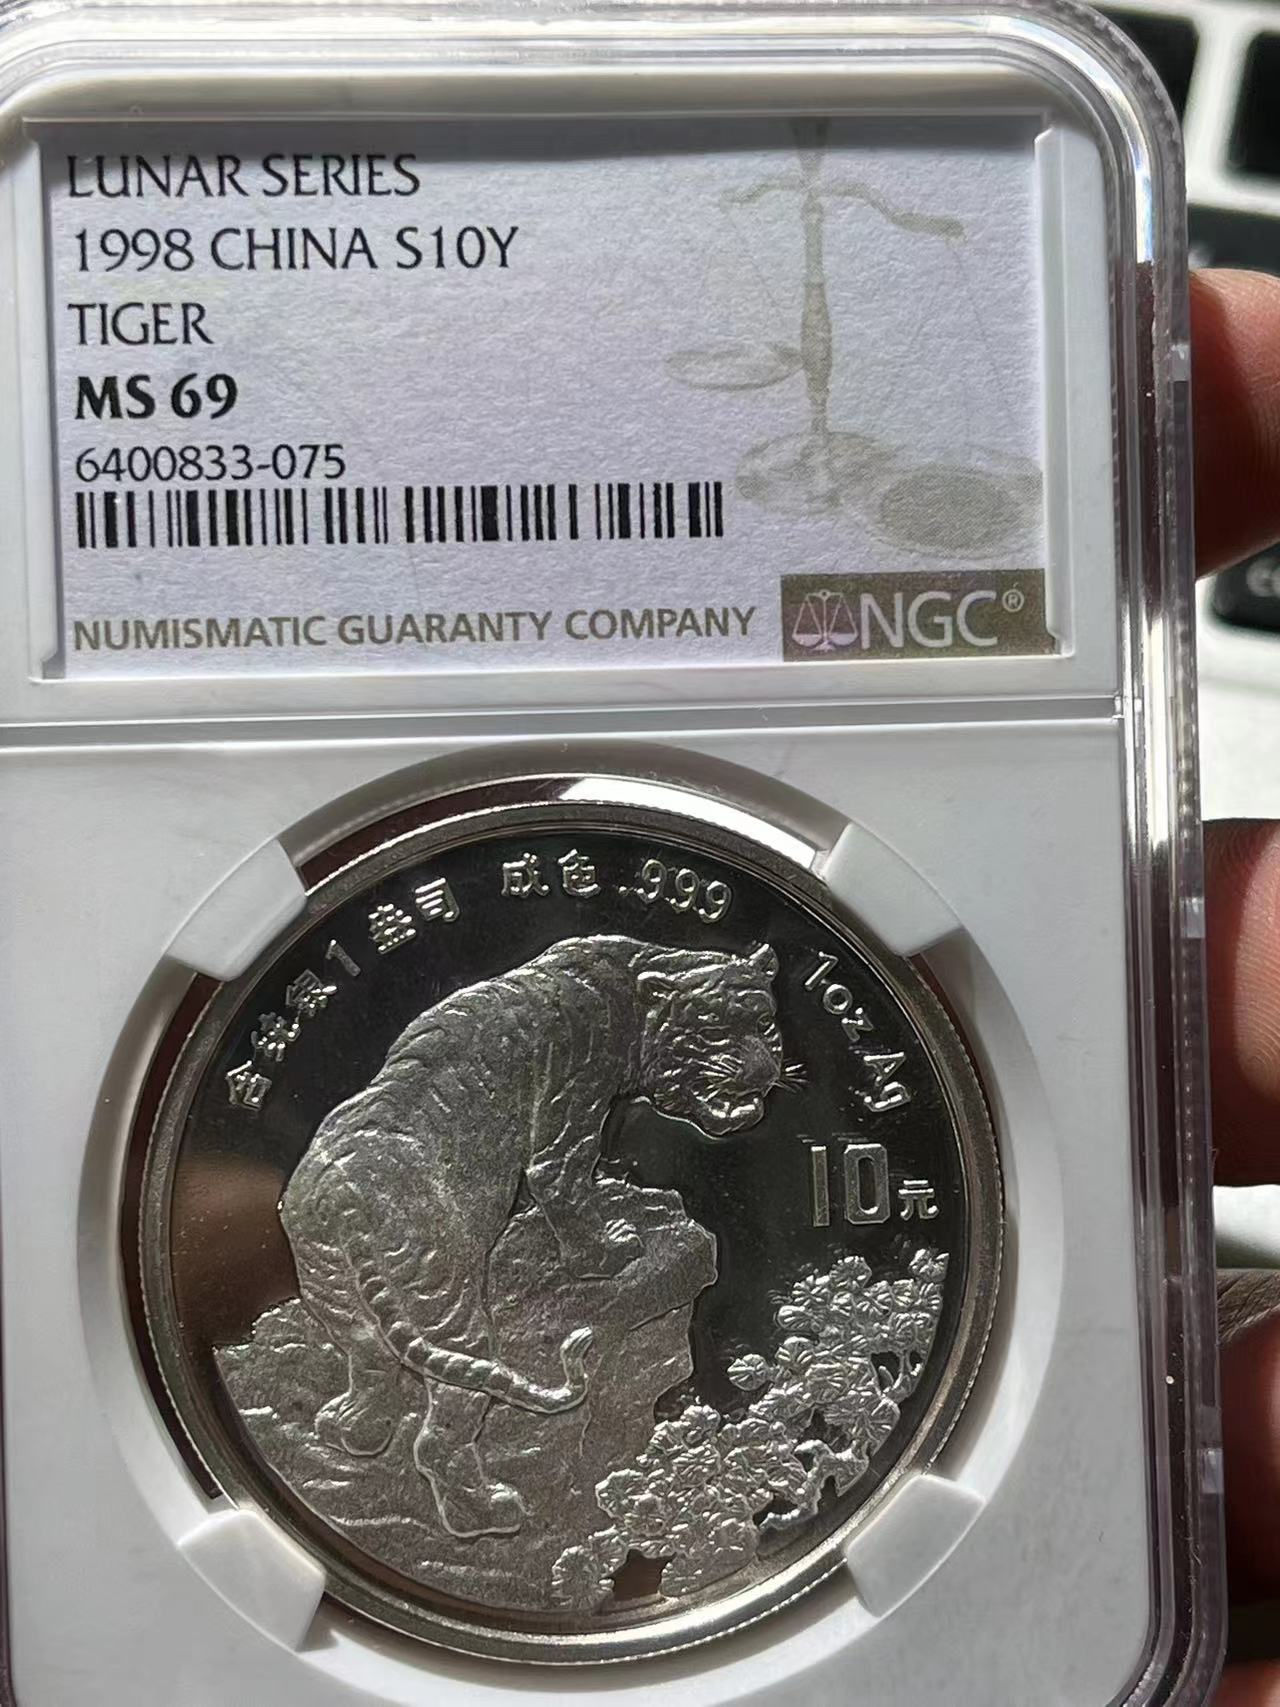 LUNAR SERIES
1998 CHINA S10Y
TIGER
MS 69
6400833-075
NUMISMATIC GUARANTY COMPANY
NGC®
含纯银1盎司 成色.999
1oz Ag
10元